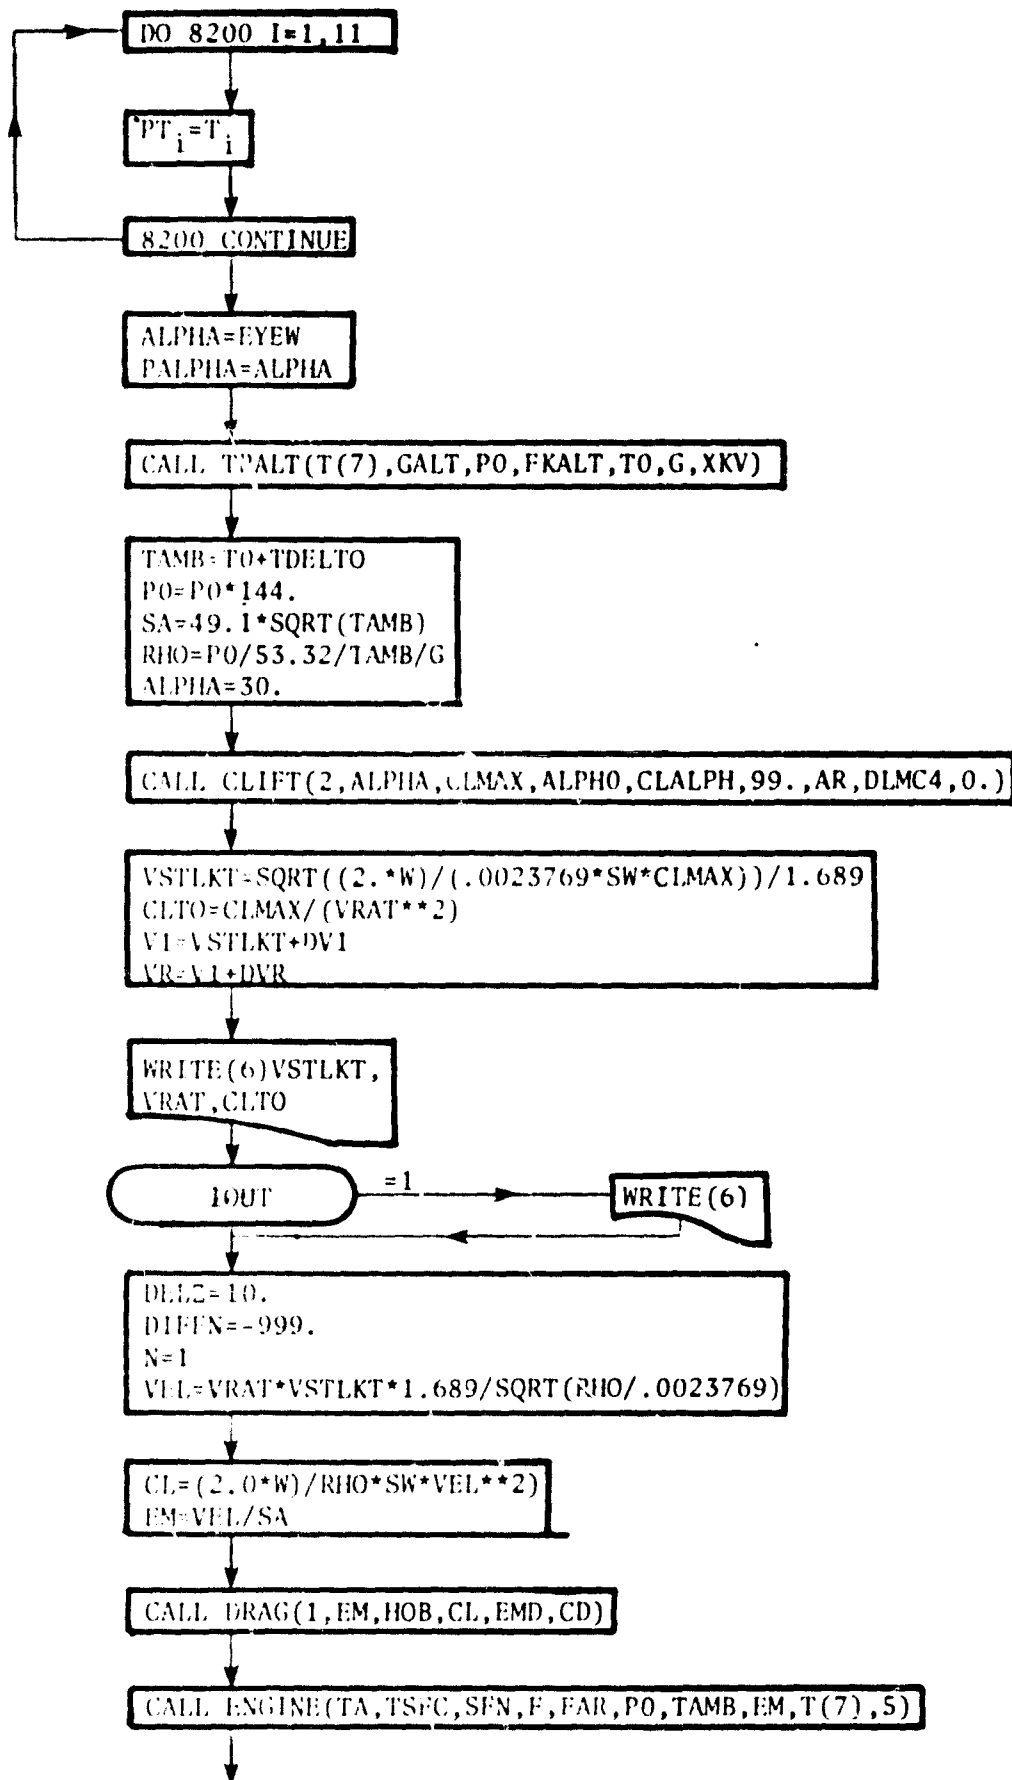 DO 8200 I=1,11
PT i = T i
8200 CONTINUE
ALPHA=EYEW
PALPHA=ALPHA
CALL TPALT(T(7),GALT,P0,FKALT,T0,G,XKV)
TAMB=T0+TDELTO
P0=P0*144.
SA=49.1*SQRT(TAMB)
RHO=P0/53.32/TAMB/G
ALPHA=30.
CALL CLIFT(2,ALPHA,CLMAX,ALPH0,CLALPH,99.,AR,DLMC4,0.)
VSTLKT=SQRT((2.*W)/(.0023769*SW*CLMAX))/1.689
CLTO=CLMAX/(VRAT**2)
V1=VSTLKT+DV1
VR=V1+DVR
WRITE(6)VSTLKT,
VRAT,CLTO
IOUT =1 WRITE(6)
DELZ=10.
DIFFN=-999.
N=1
VEL=VRAT*VSTLKT*1.689/SQRT(RHO/.0023769)
CL=(2.0*W)/RHO*SW*VEL**2)
EM=VEL/SA
CALL DRAG(1,EM,HOB,CL,EMD,CD)
CALL ENGINE(TA,TSFC,SFN,F,FAR,P0,TAMB,EM,T(7),5)